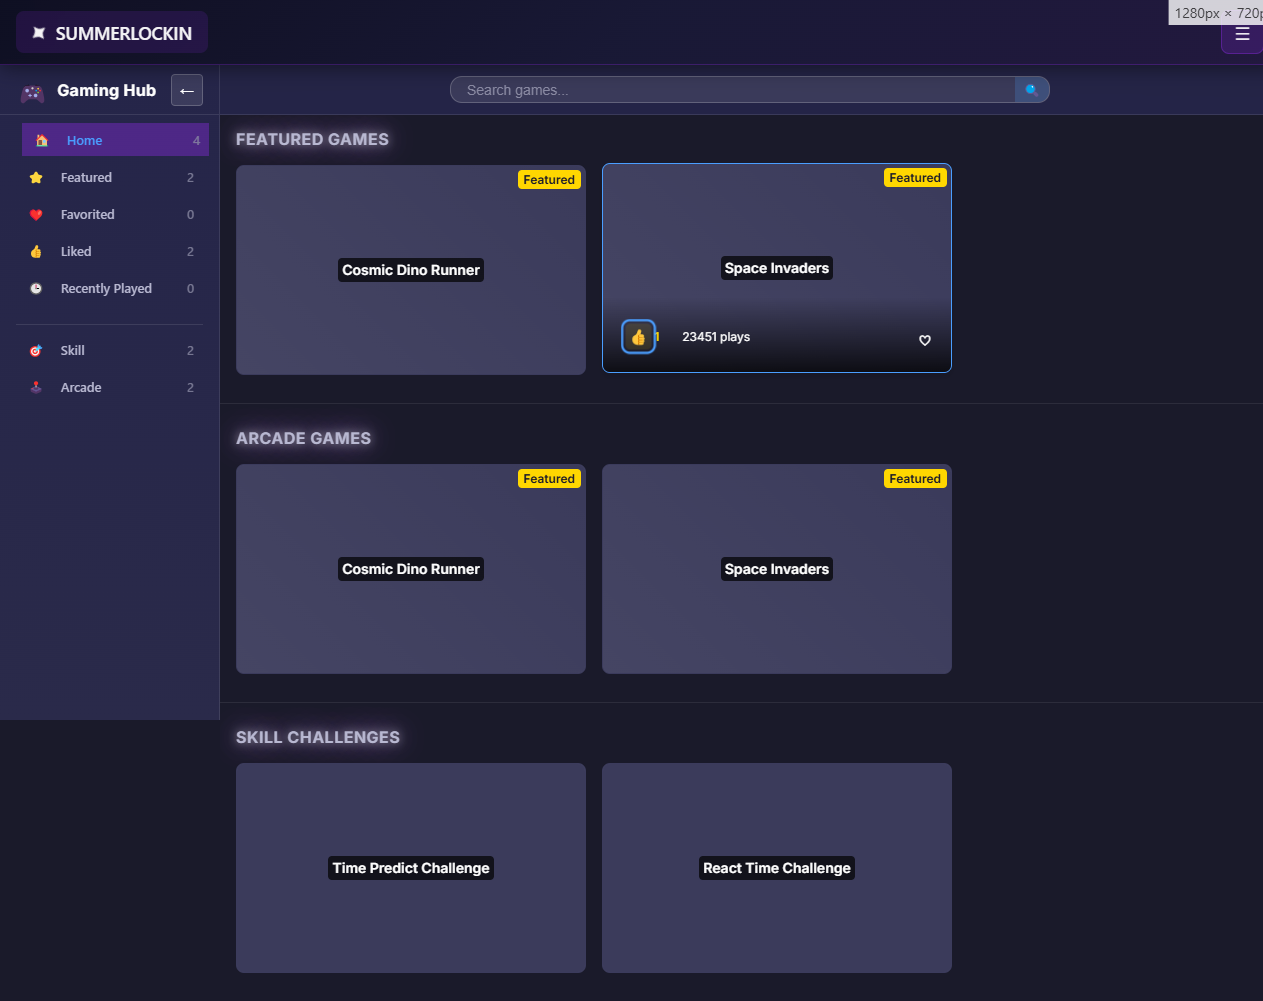 SUMMERLOCKIN
1280px × 720p
☰
Gaming Hub
←
Search games...
Home 4
Featured 2
Favorited 0
Liked 2
Recently Played 0
Skill 2
Arcade 2
FEATURED GAMES
Featured
Cosmic Dino Runner
Featured
Space Invaders
1 23451 plays
ARCADE GAMES
Featured
Cosmic Dino Runner
Featured
Space Invaders
SKILL CHALLENGES
Time Predict Challenge
React Time Challenge